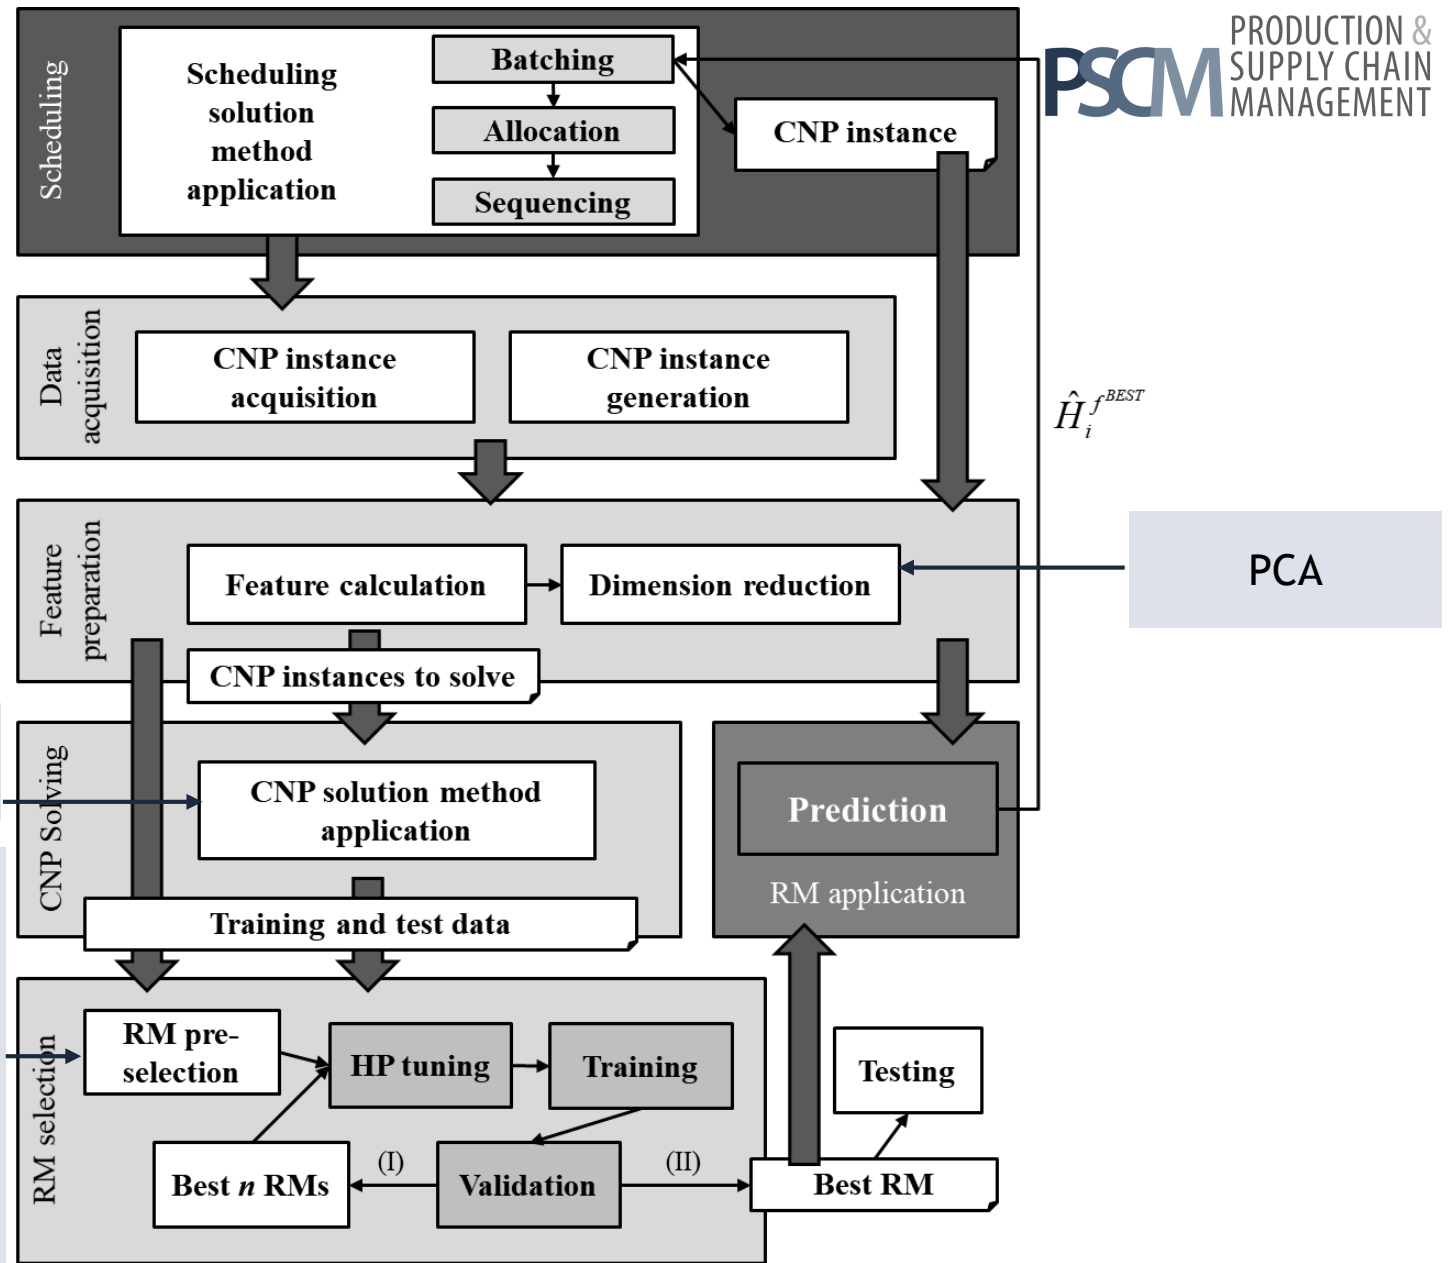 PRODUCTION &
SUPPLY CHAIN
MANAGEMENT
PSCM
Scheduling
Scheduling
solution
method
application
Batching
Allocation
Sequencing
CNP instance
Data
acquisition
CNP instance
acquisition
CNP instance
generation
Ĥ_i^{f^{BEST}}
Feature
preparation
Feature calculation
Dimension reduction
PCA
CNP instances to solve
CNP Solving
CNP solution method
application
Prediction
RM application
Training and test data
RM selection
RM pre-
selection
HP tuning
Training
Testing
Best n RMs
(I)
Validation
(II)
Best RM